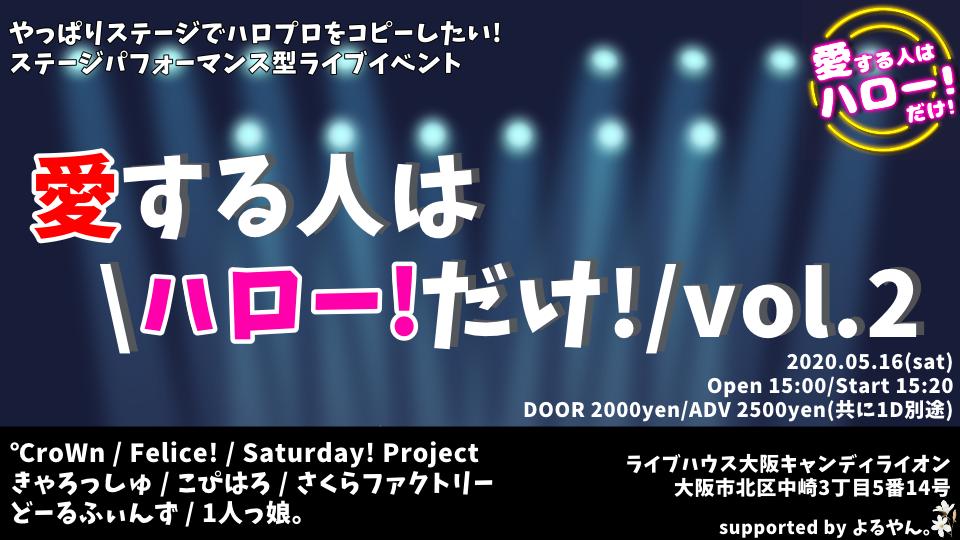 やっぱりステージでハロプロをコピーしたい!
ステージパフォーマンス型ライブイベント
愛する人は
ハロー!
だけ!
愛する人は
\ハロー!だけ!/vol.2
2020.05.16(sat)
Open 15:00/Start 15:20
DOOR 2000yen/ADV 2500yen(共に1D別途)
℃roWn / Felice! / Saturday! Project
きゃろっしゅ / こぴはろ / さくらファクトリー
どーるふぃんず / 1人っ娘。
ライブハウス大阪キャンディライオン
大阪市北区中崎3丁目5番14号
supported by よるやん。